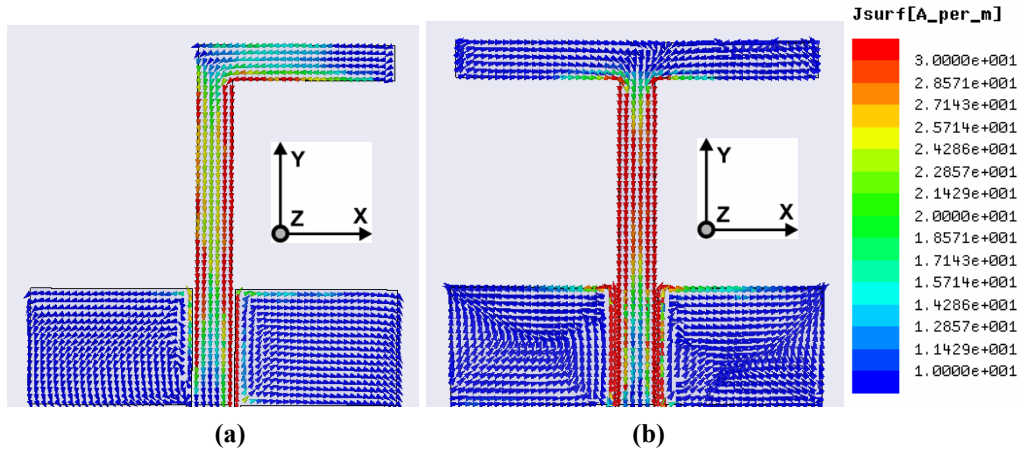 Jsurf[A_per_m]
3.0000e+001
2.8571e+001
2.7143e+001
2.5714e+001
2.4286e+001
2.2857e+001
2.1429e+001
2.0000e+001
1.8571e+001
1.7143e+001
1.5714e+001
1.4286e+001
1.2857e+001
1.1429e+001
1.0000e+001
Y
Z X
Y
Z X
(a)
(b)